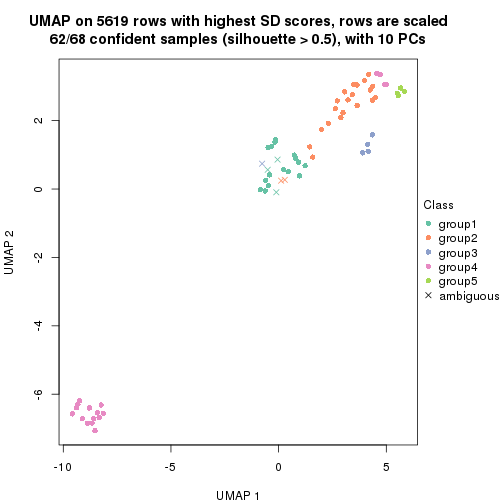 UMAP on 5619 rows with highest SD scores, rows are scaled
62/68 confident samples (silhouette > 0.5), with 10 PCs
2
0
-2
-4
-6
UMAP 2
-10
-5
0
5
UMAP 1
Class
group1
group2
group3
group4
group5
ambiguous